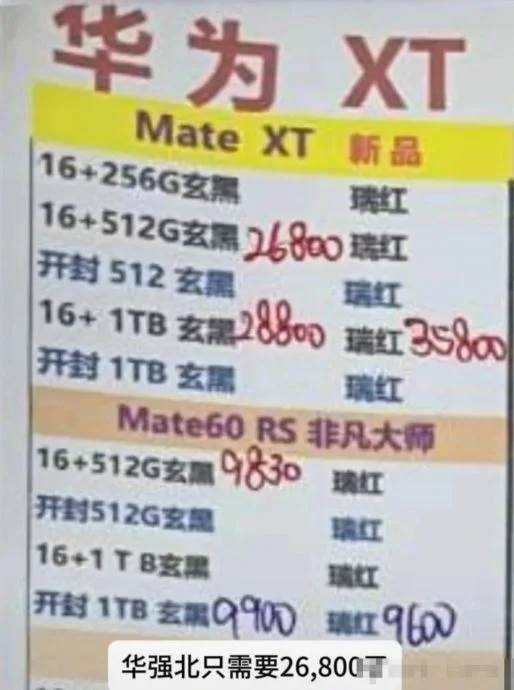 华为 XT
Mate XT 新品
16+256G玄黑 瑞红
16+512G玄黑 26800 瑞红
开封 512 玄黑 瑞红
16+ 1TB 玄黑 28800 瑞红 35800
开封 1TB 玄黑 瑞红
Mate60 RS 非凡大师
16+512G玄黑 9830 瑞红
开封512G玄黑 瑞红
16+1 T B玄黑 瑞红
开封 1TB 玄黑 9900 瑞红 9600
华强北只需要26,800